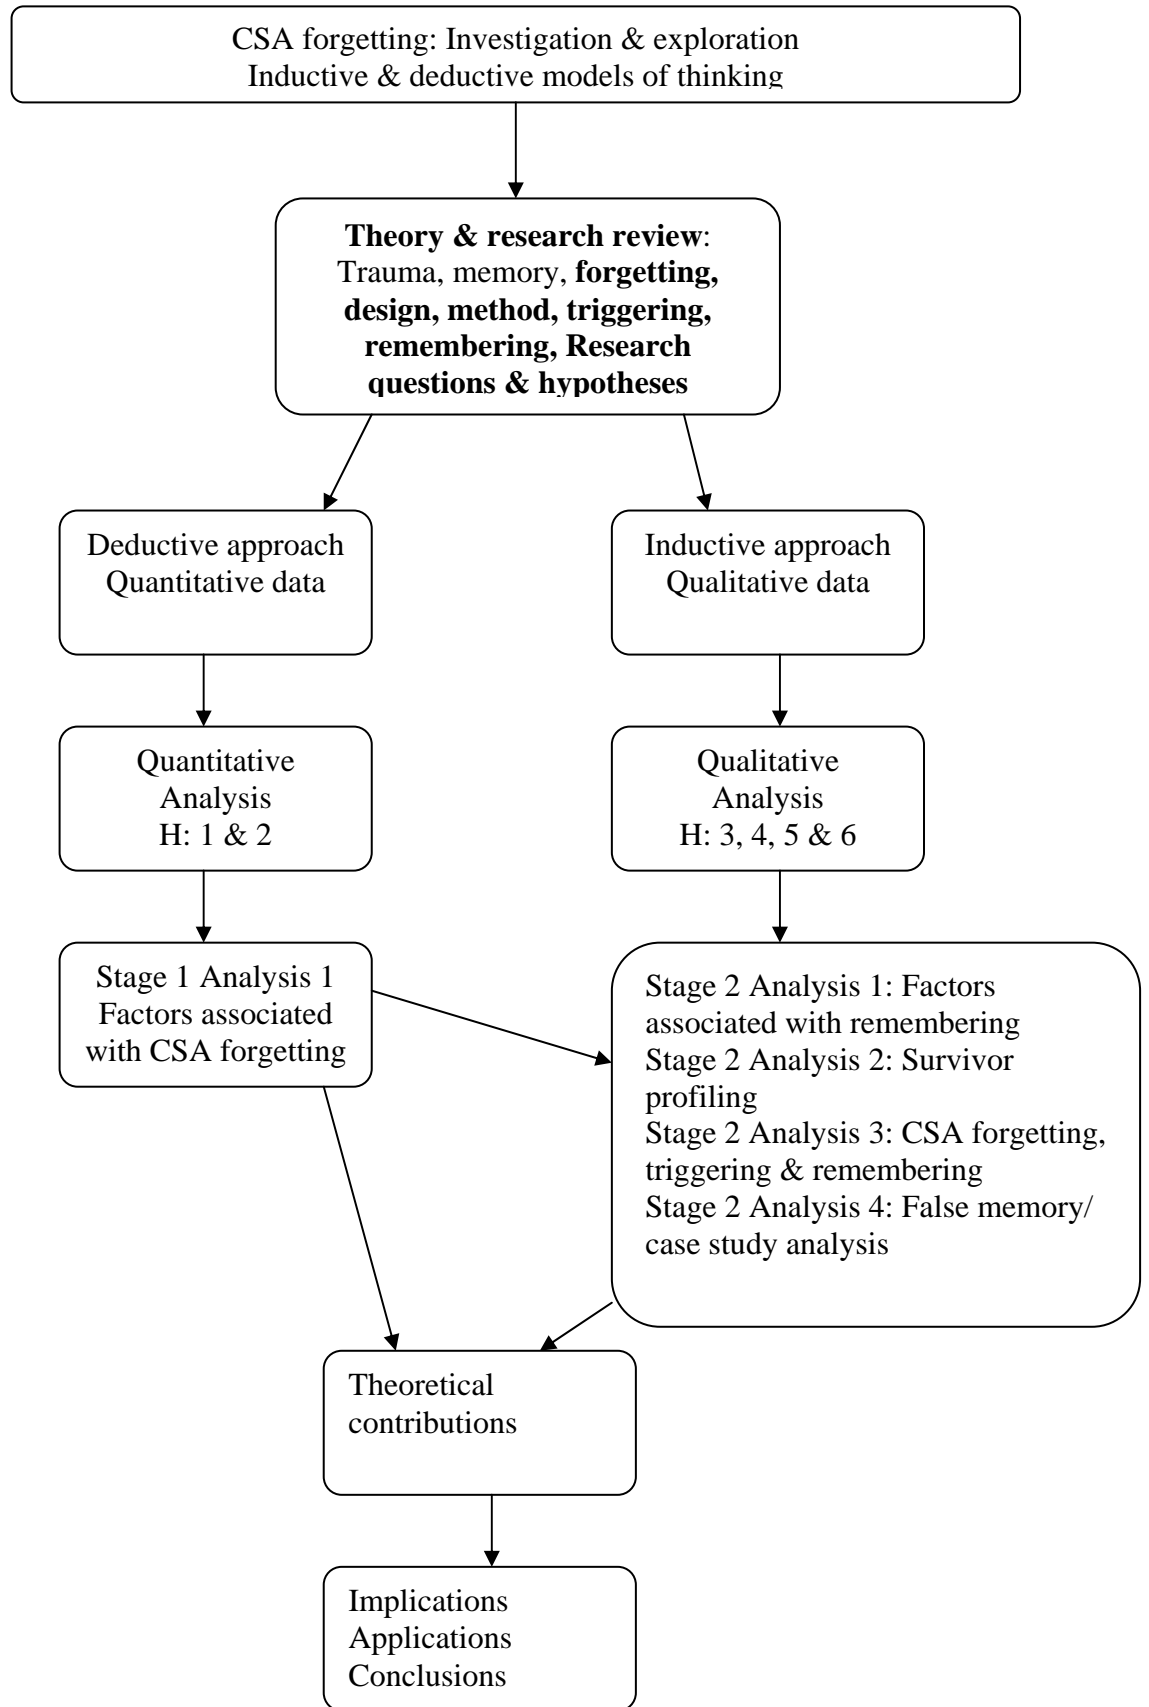 CSA forgetting: Investigation & exploration
Inductive & deductive models of thinking
Theory & research review:
Trauma, memory, forgetting,
design, method, triggering,
remembering, Research
questions & hypotheses
Deductive approach
Quantitative data
Inductive approach
Qualitative data
Quantitative
Analysis
H: 1 & 2
Qualitative
Analysis
H: 3, 4, 5 & 6
Stage 1 Analysis 1
Factors associated
with CSA forgetting
Stage 2 Analysis 1: Factors
associated with remembering
Stage 2 Analysis 2: Survivor
profiling
Stage 2 Analysis 3: CSA forgetting,
triggering & remembering
Stage 2 Analysis 4: False memory/
case study analysis
Theoretical
contributions
Implications
Applications
Conclusions